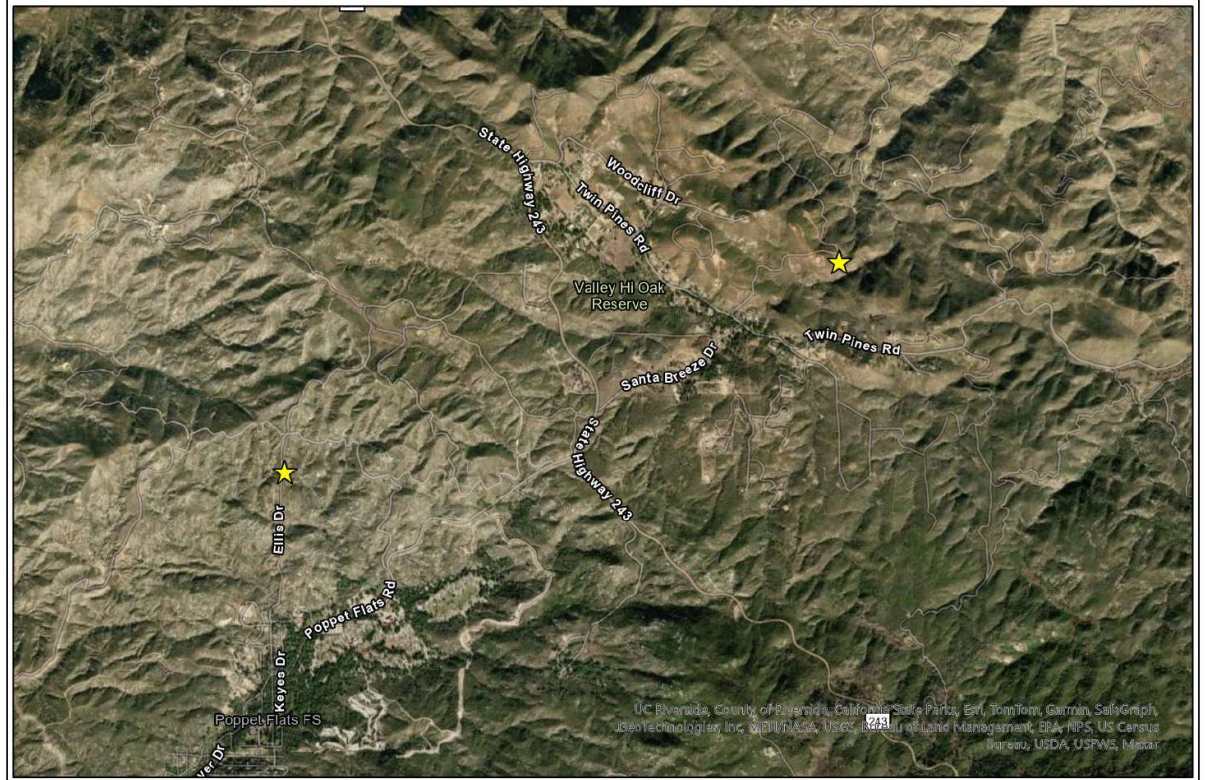 State Highway 243
Woodcliff Dr
Twin Pines Rd
Valley Hi Oak
Reserve
Twin Pines Rd
Santa Breeze Dr
State Highway 243
Ellis Dr
Poppet Flats Rd
Keyes Dr
Poppet Flats FS
ver Dr
243
UC Riverside, County of Riverside, California State Parks, Esri, TomTom, Garmin, SafeGraph,
GeoTechnologies, Inc, METI/NASA, USGS, Bureau of Land Management, EPA, NPS, US Census
Bureau, USDA, USFWS, Maxar